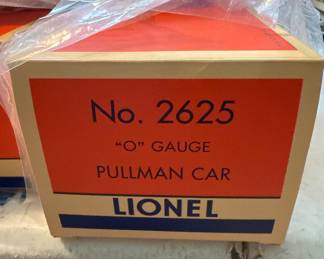 No. 2625
“O” GAUGE
PULLMAN CAR
LIONEL